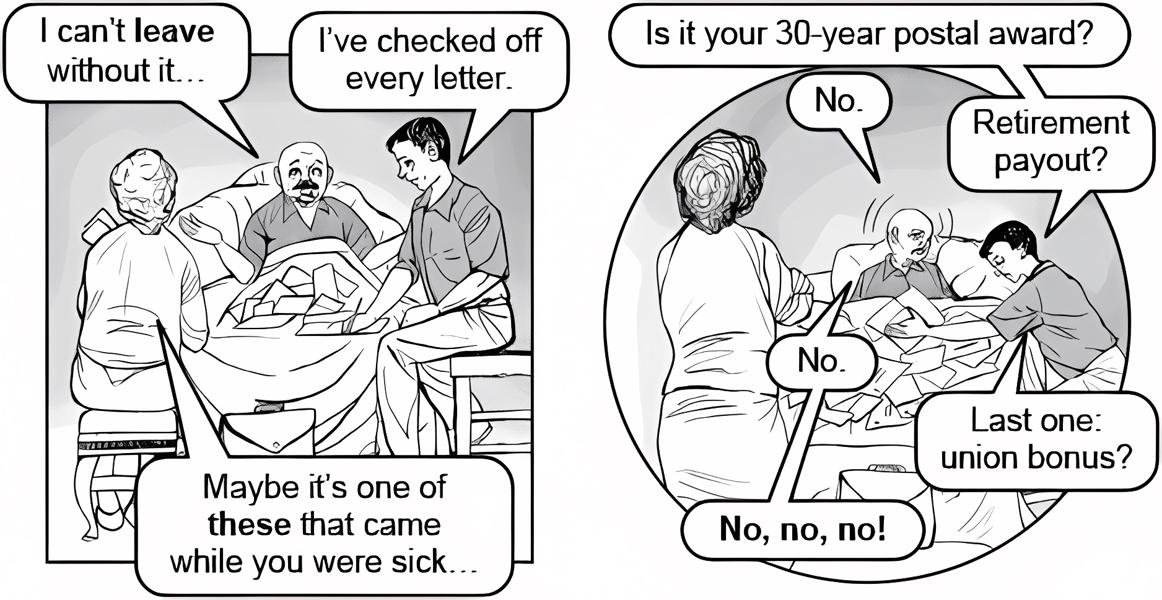 I can't leave
without it...
I've checked off
every letter.
Maybe it's one of
these that came
while you were sick...
Is it your 30-year postal award?
No.
Retirement
payout?
No.
Last one:
union bonus?
No, no, no!